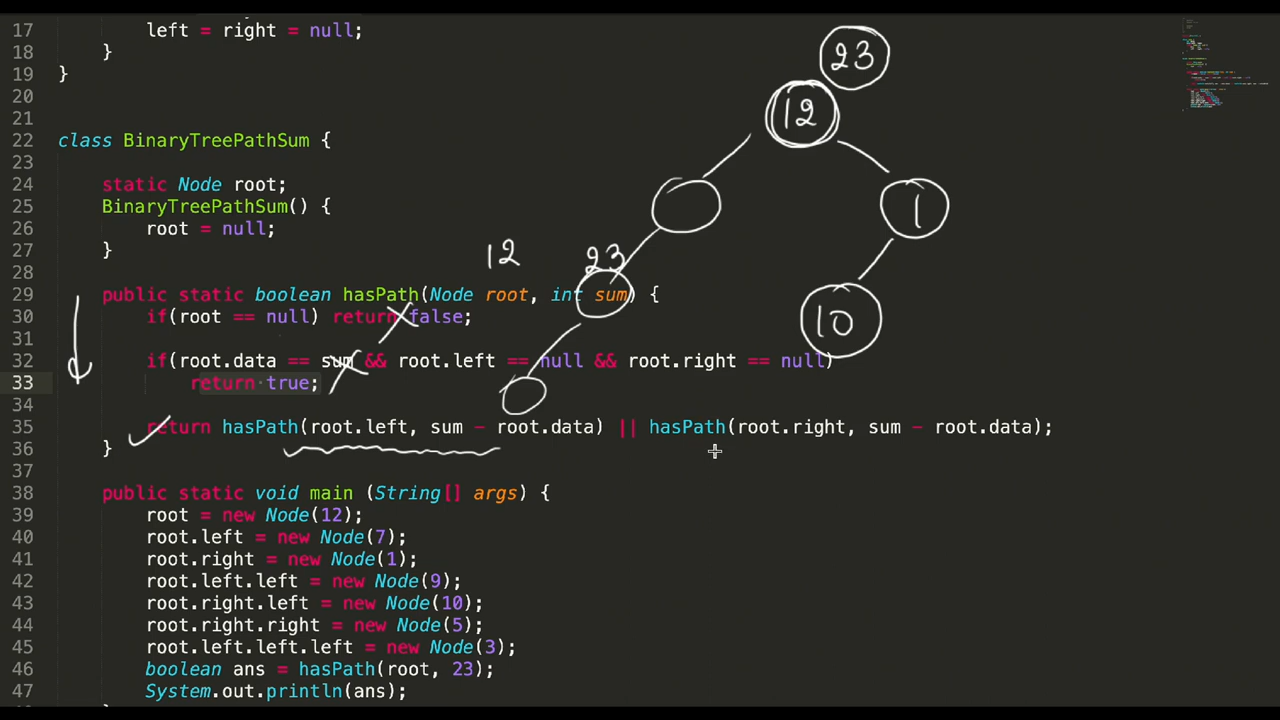 17 left = right = null;
18 }
19 }
20
21
22 class BinaryTreePathSum {
23
24 static Node root;
25 BinaryTreePathSum() {
26 root = null;
27 }
28
29 public static boolean hasPath(Node root, int sum) {
30 if(root == null) return false;
31
32 if(root.data == sum && root.left == null && root.right == null)
33 return true;
34
35 return hasPath(root.left, sum - root.data) || hasPath(root.right, sum - root.data);
36 }
37
38 public static void main (String[] args) {
39 root = new Node(12);
40 root.left = new Node(7);
41 root.right = new Node(1);
42 root.left.left = new Node(9);
43 root.right.left = new Node(10);
44 root.right.right = new Node(5);
45 root.left.left.left = new Node(3);
46 boolean ans = hasPath(root, 23);
47 System.out.println(ans);
23
12
1
12 23
10